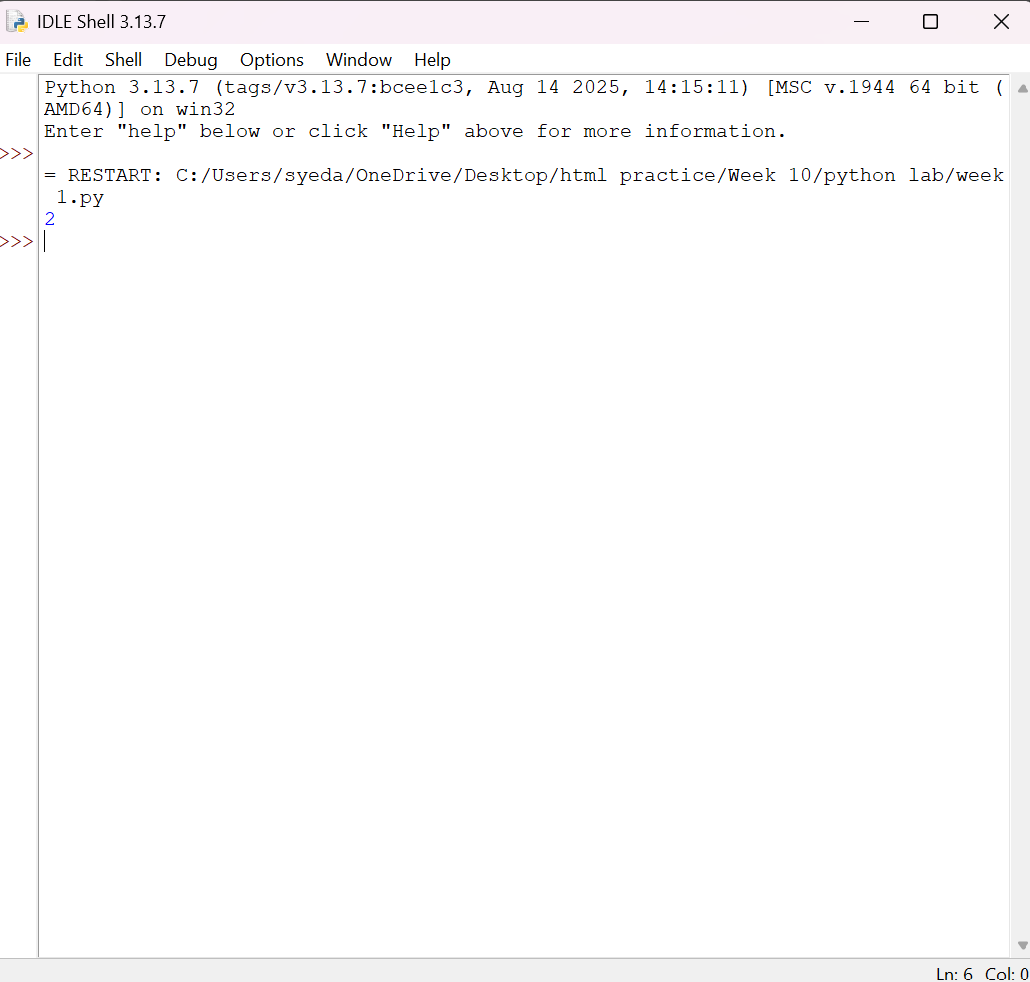 IDLE Shell 3.13.7
File Edit Shell Debug Options Window Help
Python 3.13.7 (tags/v3.13.7:bcee1c3, Aug 14 2025, 14:15:11) [MSC v.1944 64 bit (
AMD64)] on win32
Enter "help" below or click "Help" above for more information.
>>>
= RESTART: C:/Users/syeda/OneDrive/Desktop/html practice/Week 10/python lab/week
1.py
2
>>>
Ln: 6 Col: 0